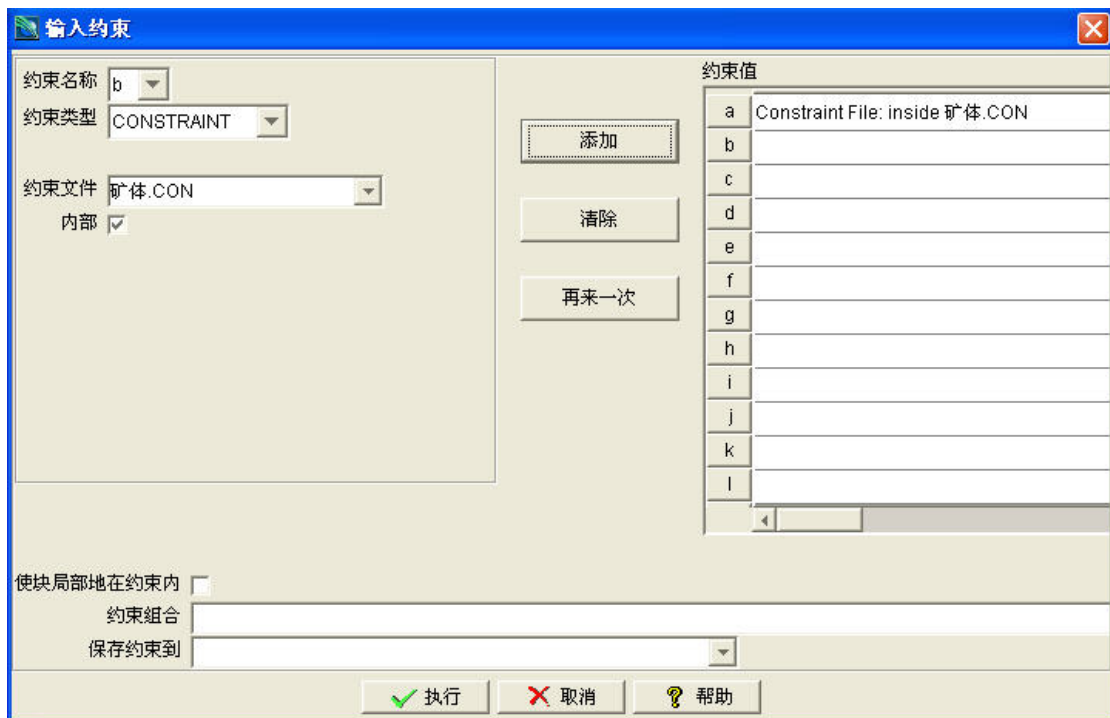 输入约束
约束名称 b
约束类型 CONSTRAINT
约束文件 矿体.CON
内部
添加
清除
再来一次
约束值
a Constraint File: inside 矿体.CON
b
c
d
e
f
g
h
i
j
k
l
使块局部地在约束内
约束组合
保存约束到
执行 取消 帮助